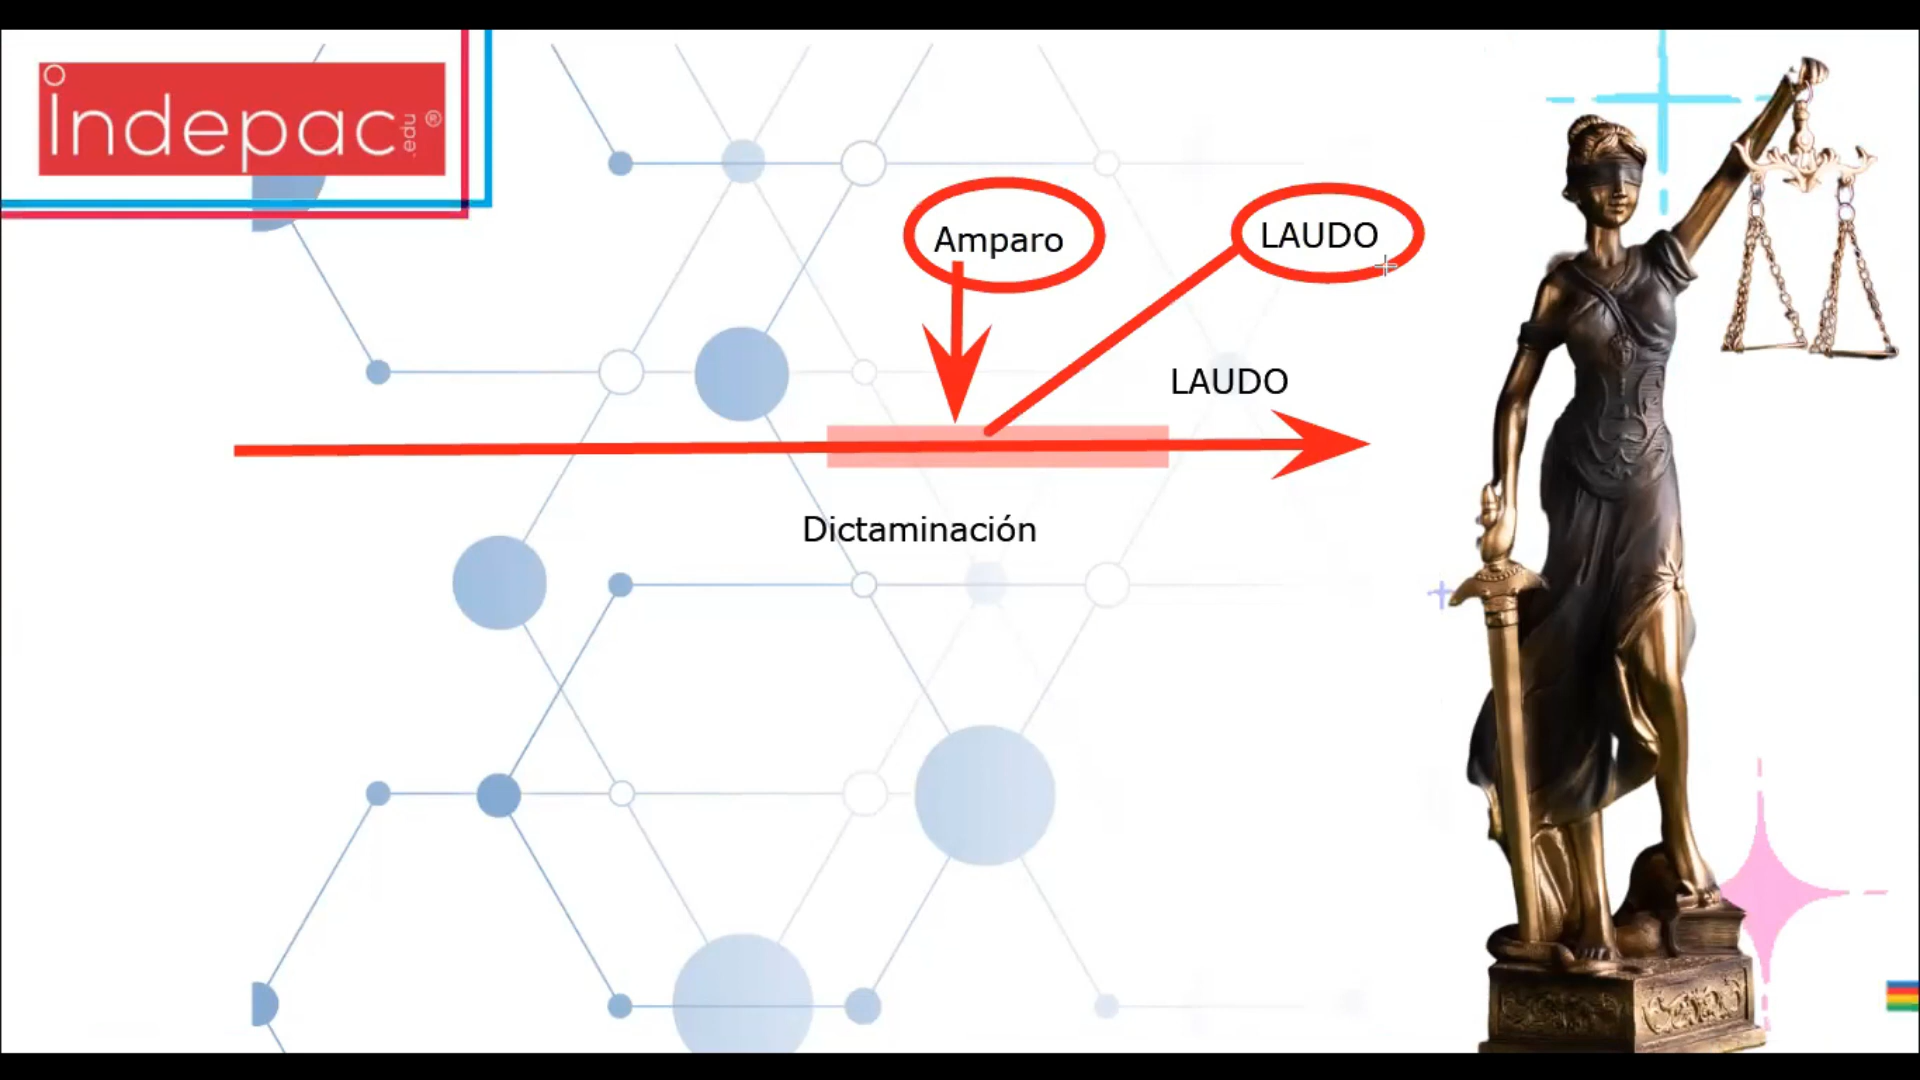 Indepac
.edu
®
Amparo
LAUDO
LAUDO
Dictaminación